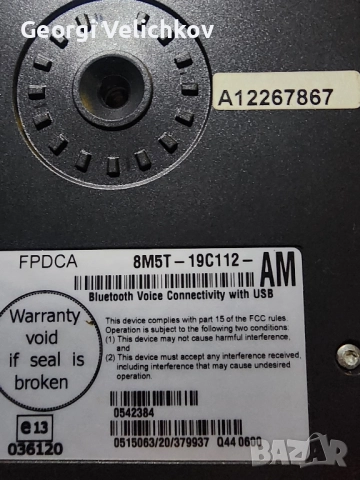 Georgi Velichkov
A12267867
FPDCA
8M5T-19C112-AM
Bluetooth Voice Connectivity with USB
Warranty
void
if seal is
broken
This device complies with part 15 of the FCC rules.
Operation is subject to the following two conditions:
(1) This device may not cause harmful interference,
and
(2) This device must accept any interference received,
including interference that may cause undesired
operation.
0542384
e 13
036120
0515063/20/379937 Q44 0600
bazar